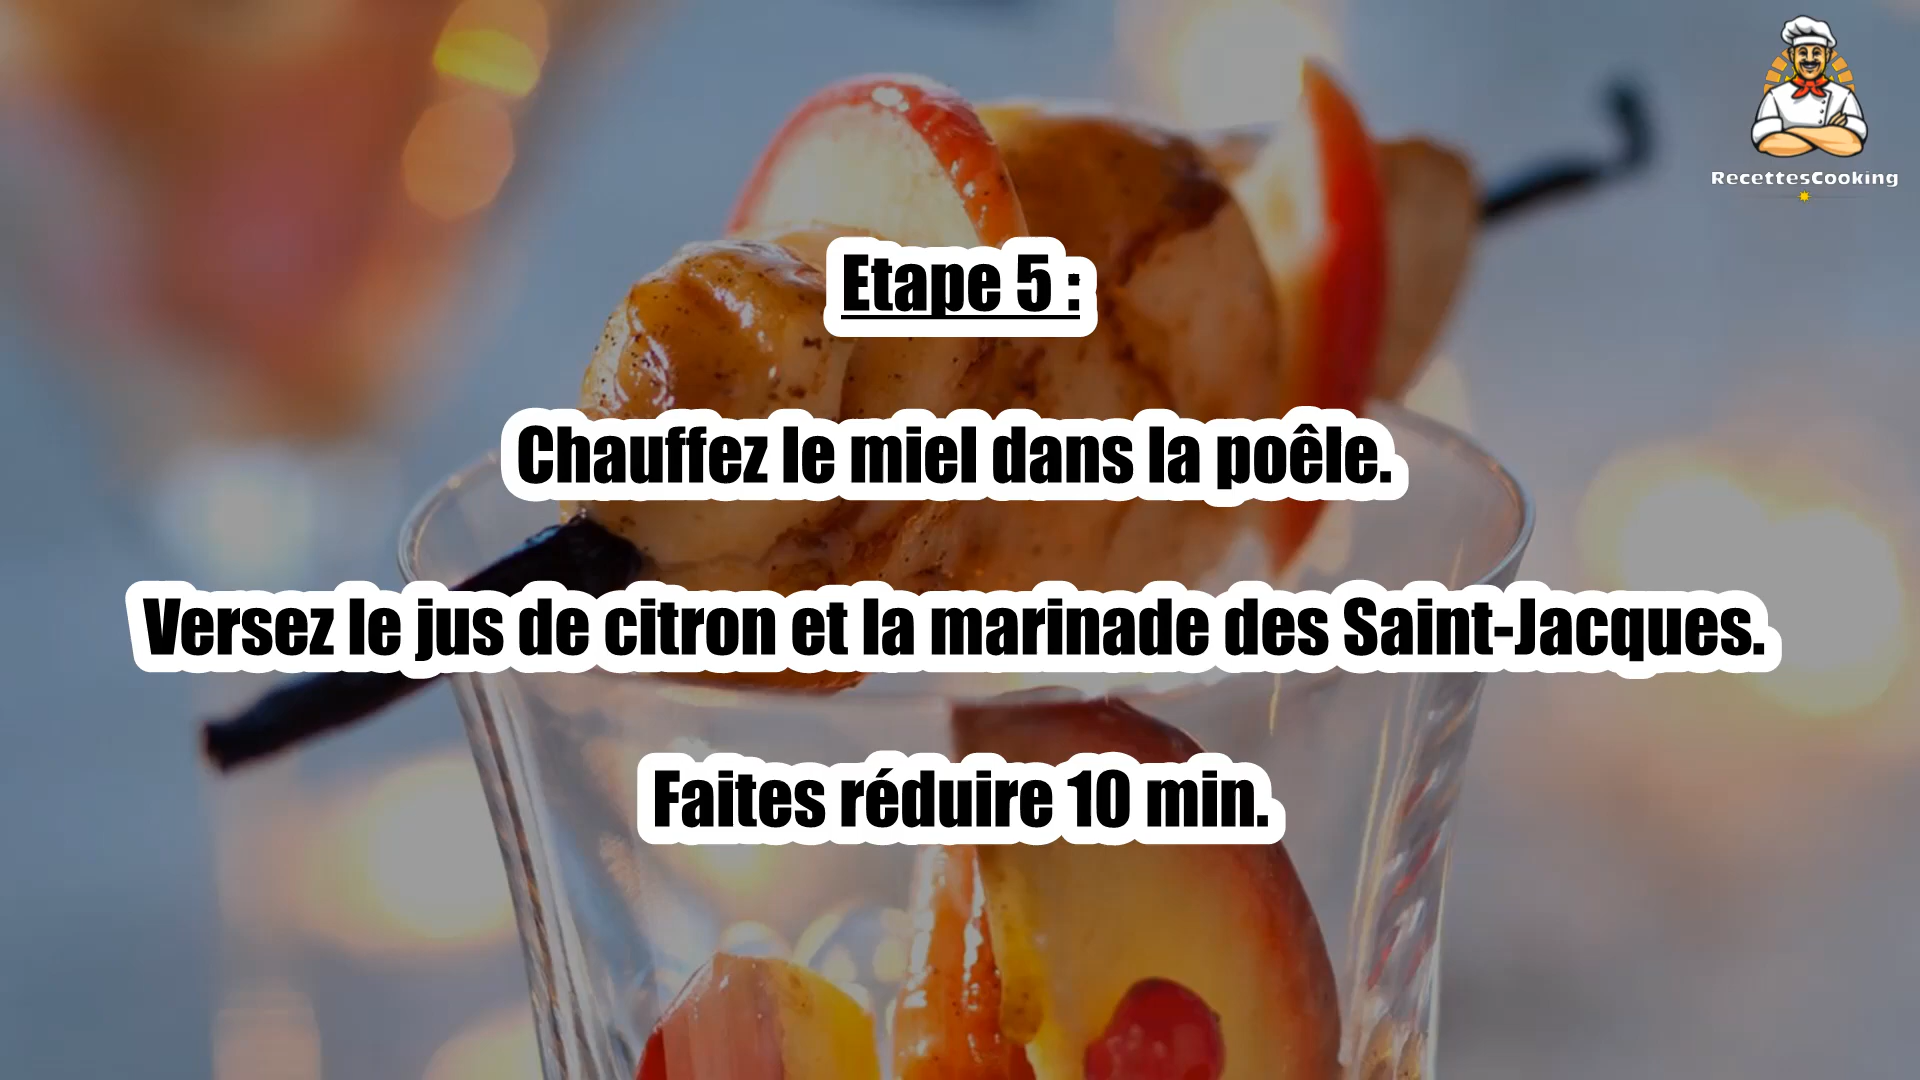 RecettesCooking
Etape 5 :
Chauffez le miel dans la poêle.
Versez le jus de citron et la marinade des Saint-Jacques.
Faites réduire 10 min.